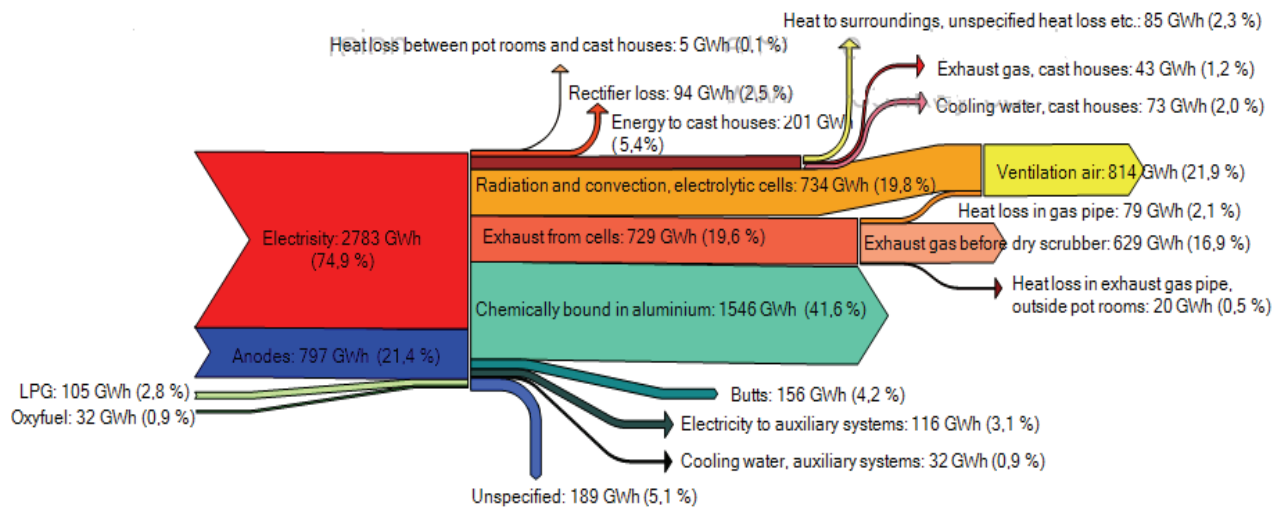 Heat to surroundings, unspecified heat loss etc.: 85 GWh (2,3 %)
Heat loss between pot rooms and cast houses: 5 GWh (0,1 %)
Exhaust gas, cast houses: 43 GWh (1,2 %)
Rectifier loss: 94 GWh (2,5 %)
Cooling water, cast houses: 73 GWh (2,0 %)
Energy to cast houses: 201 GWh
(5,4%)
Ventilation air: 814 GWh (21,9 %)
Radiation and convection, electrolytic cells: 734 GWh (19,8 %)
Heat loss in gas pipe: 79 GWh (2,1 %)
Electrisity: 2783 GWh
(74,9 %)
Exhaust from cells: 729 GWh (19,6 %)
Exhaust gas before dry scrubber: 629 GWh (16,9 %)
Heat loss in exhaust gas pipe,
outside pot rooms: 20 GWh (0,5 %)
Chemically bound in aluminium: 1546 GWh (41,6 %)
Anodes: 797 GWh (21,4 %)
LPG: 105 GWh (2,8 %)
Butts: 156 GWh (4,2 %)
Oxyfuel: 32 GWh (0,9 %)
Electricity to auxiliary systems: 116 GWh (3,1 %)
Cooling water, auxiliary systems: 32 GWh (0,9 %)
Unspecified: 189 GWh (5,1 %)